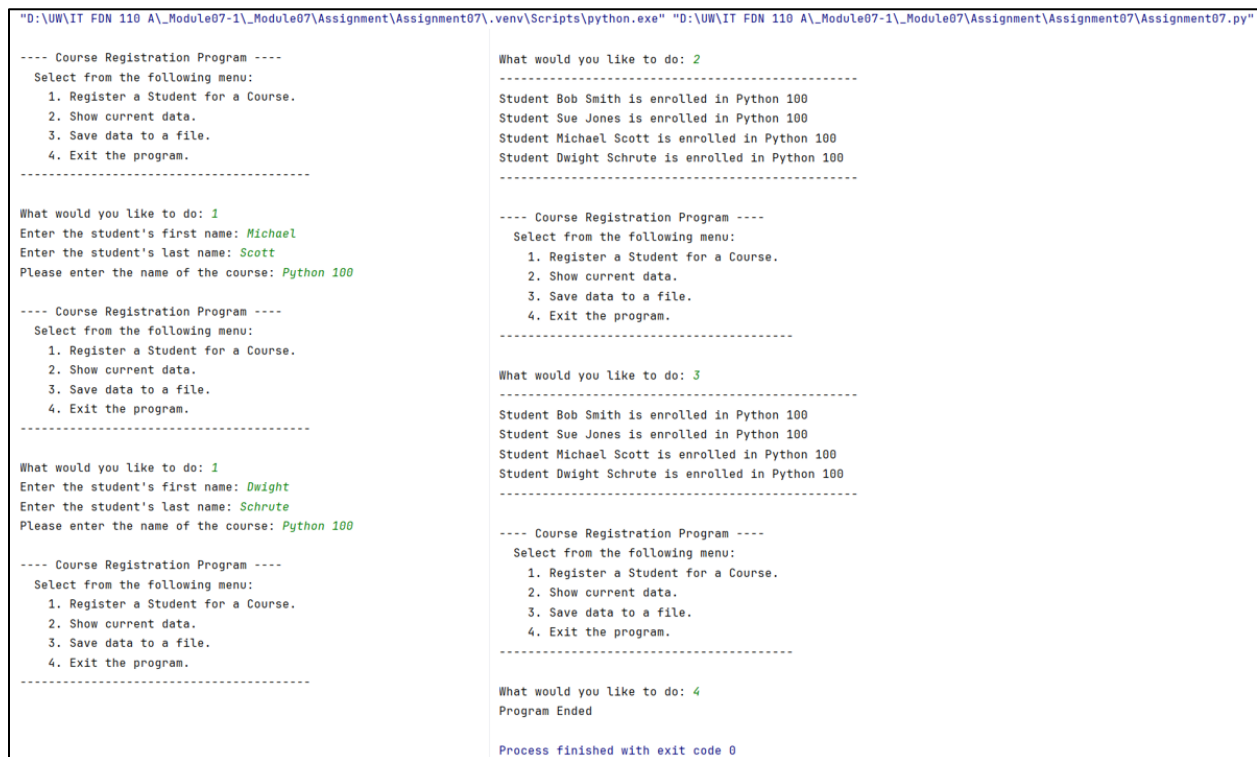 "D:\UW\IT FDN 110 A\_Module07-1\_Module07\Assignment\Assignment07\.venv\Scripts\python.exe" "D:\UW\IT FDN 110 A\_Module07-1\_Module07\Assignment\Assignment07\Assignment07.py"
---- Course Registration Program ----
  Select from the following menu:
    1. Register a Student for a Course.
    2. Show current data.
    3. Save data to a file.
    4. Exit the program.
-----------------------------------------
What would you like to do: 1
Enter the student's first name: Michael
Enter the student's last name: Scott
Please enter the name of the course: Python 100
---- Course Registration Program ----
  Select from the following menu:
    1. Register a Student for a Course.
    2. Show current data.
    3. Save data to a file.
    4. Exit the program.
-----------------------------------------
What would you like to do: 1
Enter the student's first name: Dwight
Enter the student's last name: Schrute
Please enter the name of the course: Python 100
---- Course Registration Program ----
  Select from the following menu:
    1. Register a Student for a Course.
    2. Show current data.
    3. Save data to a file.
    4. Exit the program.
-----------------------------------------
What would you like to do: 2
--------------------------------------------------
Student Bob Smith is enrolled in Python 100
Student Sue Jones is enrolled in Python 100
Student Michael Scott is enrolled in Python 100
Student Dwight Schrute is enrolled in Python 100
--------------------------------------------------
---- Course Registration Program ----
  Select from the following menu:
    1. Register a Student for a Course.
    2. Show current data.
    3. Save data to a file.
    4. Exit the program.
-----------------------------------------
What would you like to do: 3
--------------------------------------------------
Student Bob Smith is enrolled in Python 100
Student Sue Jones is enrolled in Python 100
Student Michael Scott is enrolled in Python 100
Student Dwight Schrute is enrolled in Python 100
--------------------------------------------------
---- Course Registration Program ----
  Select from the following menu:
    1. Register a Student for a Course.
    2. Show current data.
    3. Save data to a file.
    4. Exit the program.
-----------------------------------------
What would you like to do: 4
Program Ended
Process finished with exit code 0